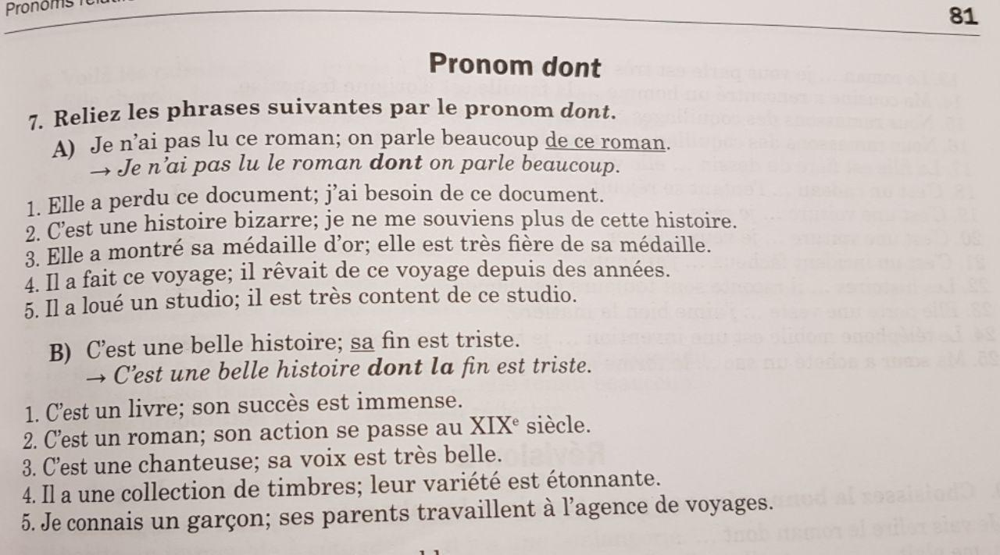 Pronoms
81
Pronom dont
7. Reliez les phrases suivantes par le pronom dont.
A) Je n'ai pas lu ce roman; on parle beaucoup de ce roman.
→ Je n'ai pas lu le roman dont on parle beaucoup.
1. Elle a perdu ce document; j'ai besoin de ce document.
2. C'est une histoire bizarre; je ne me souviens plus de cette histoire.
3. Elle a montré sa médaille d'or; elle est très fière de sa médaille.
4. Il a fait ce voyage; il rêvait de ce voyage depuis des années.
5. Il a loué un studio; il est très content de ce studio.
B) C'est une belle histoire; sa fin est triste.
→ C'est une belle histoire dont la fin est triste.
1. C'est un livre; son succès est immense.
2. C'est un roman; son action se passe au XIXe siècle.
3. C'est une chanteuse; sa voix est très belle.
4. Il a une collection de timbres; leur variété est étonnante.
5. Je connais un garçon; ses parents travaillent à l'agence de voyages.